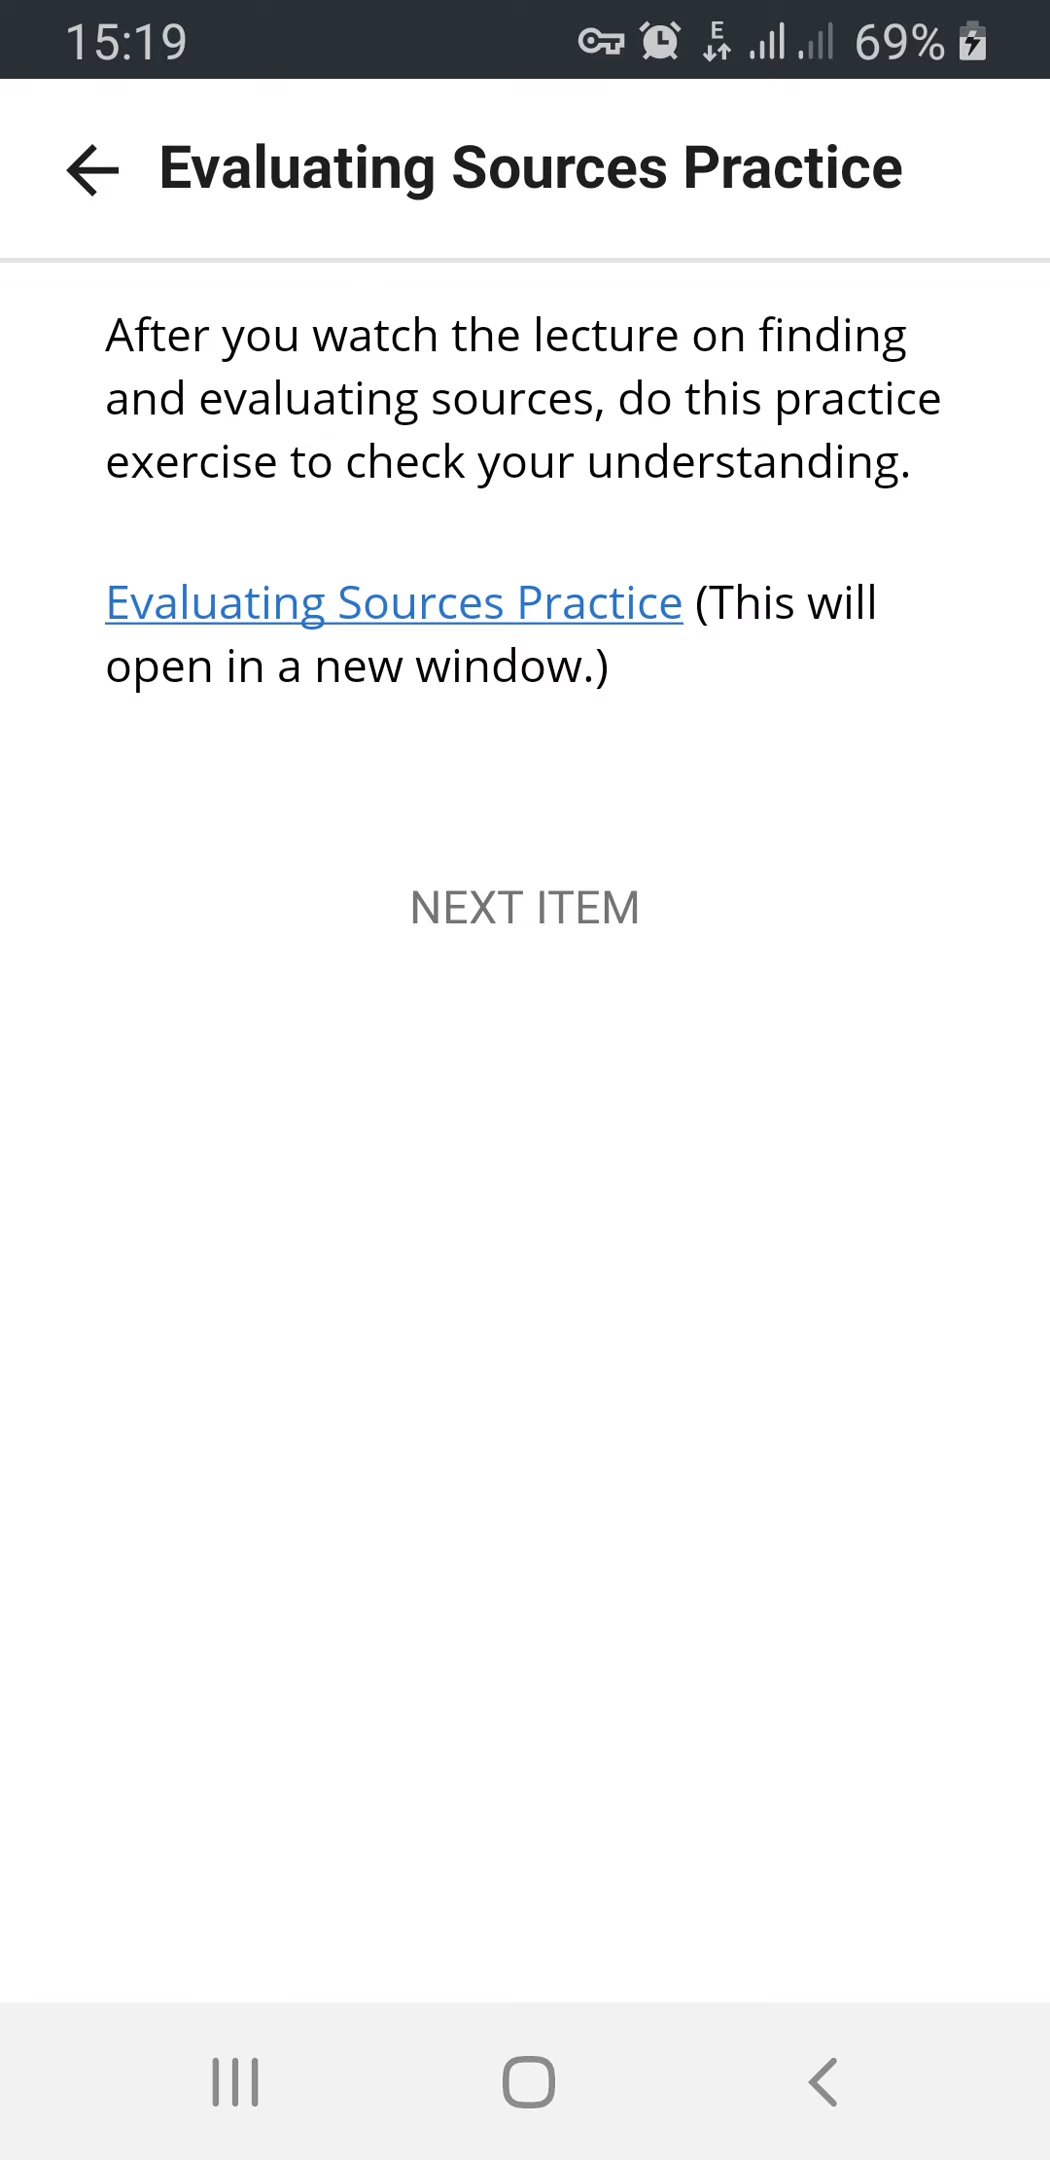 15:19
E
69%
Evaluating Sources Practice
After you watch the lecture on finding
and evaluating sources, do this practice
exercise to check your understanding.
Evaluating Sources Practice (This will
open in a new window.)
NEXT ITEM